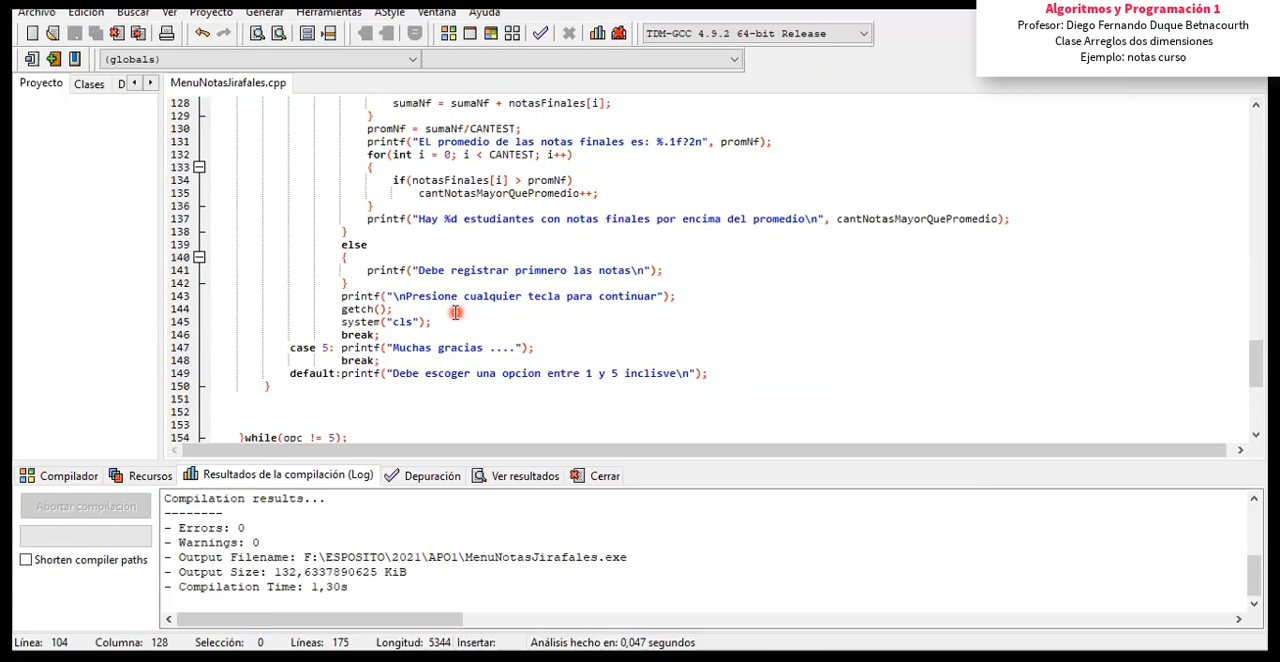 Algoritmos y Programación 1
Profesor: Diego Fernando Duque Betnacourth
Clase Arreglos dos dimensiones
Ejemplo: notas curso
Archivo Edición Buscar Ver Proyecto Generar Herramientas AStyle Ventana Ayuda
TDM-GCC 4.9.2 64-bit Release
(globals)
Proyecto Clases D MenuNotasJirafales.cpp
128 sumaNf = sumaNf + notasFinales[i];
129 }
130 promNf = sumaNf/CANTEST;
131 printf("EL promedio de las notas finales es: %.1f?2n", promNf);
132 for(int i = 0; i < CANTEST; i++)
133 {
134 if(notasFinales[i] > promNf)
135 cantNotasMayorQuePromedio++;
136 }
137 printf("Hay %d estudiantes con notas finales por encima del promedio\n", cantNotasMayorQuePromedio);
138 }
139 else
140 {
141 printf("Debe registrar primnero las notas\n");
142 }
143 printf("\nPresione cualquier tecla para continuar");
144 getch();
145 system("cls");
146 break;
147 case 5: printf("Muchas gracias ....");
148 break;
149 default:printf("Debe escoger una opcion entre 1 y 5 inclisve\n");
150 }
151
152
153
154 }while(opc != 5);
Compilador Recursos Resultados de la compilación (Log) Depuración Ver resultados Cerrar
Abortar compilación
Shorten compiler paths
Compilation results...
--------
- Errors: 0
- Warnings: 0
- Output Filename: F:\ESPOSITO\2021\APO1\MenuNotasJirafales.exe
- Output Size: 132,6337890625 KiB
- Compilation Time: 1,30s
Línea: 104 Columna: 128 Selección: 0 Líneas: 175 Longitud: 5344 Insertar: Análisis hecho en: 0,047 segundos